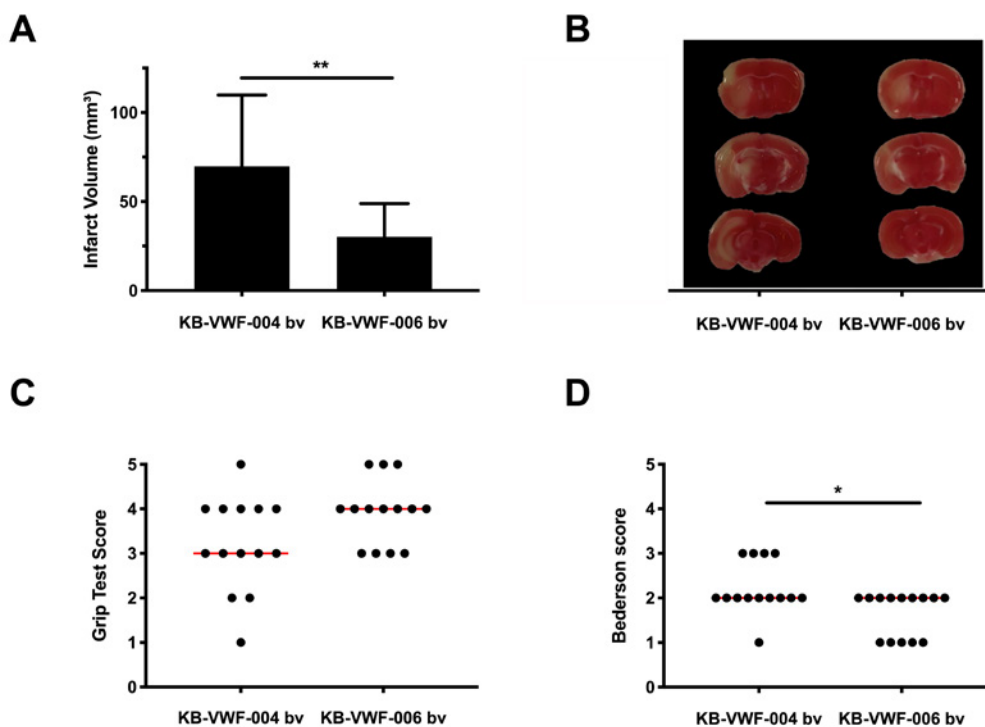 A
B
Infarct Volume (mm³)
100
50
0
**
KB-VWF-004 bv
KB-VWF-006 bv
KB-VWF-004 bv
KB-VWF-006 bv
C
D
Grip Test Score
5
4
3
2
1
0
KB-VWF-004 bv
KB-VWF-006 bv
Bederson score
5
4
3
2
1
0
*
KB-VWF-004 bv
KB-VWF-006 bv